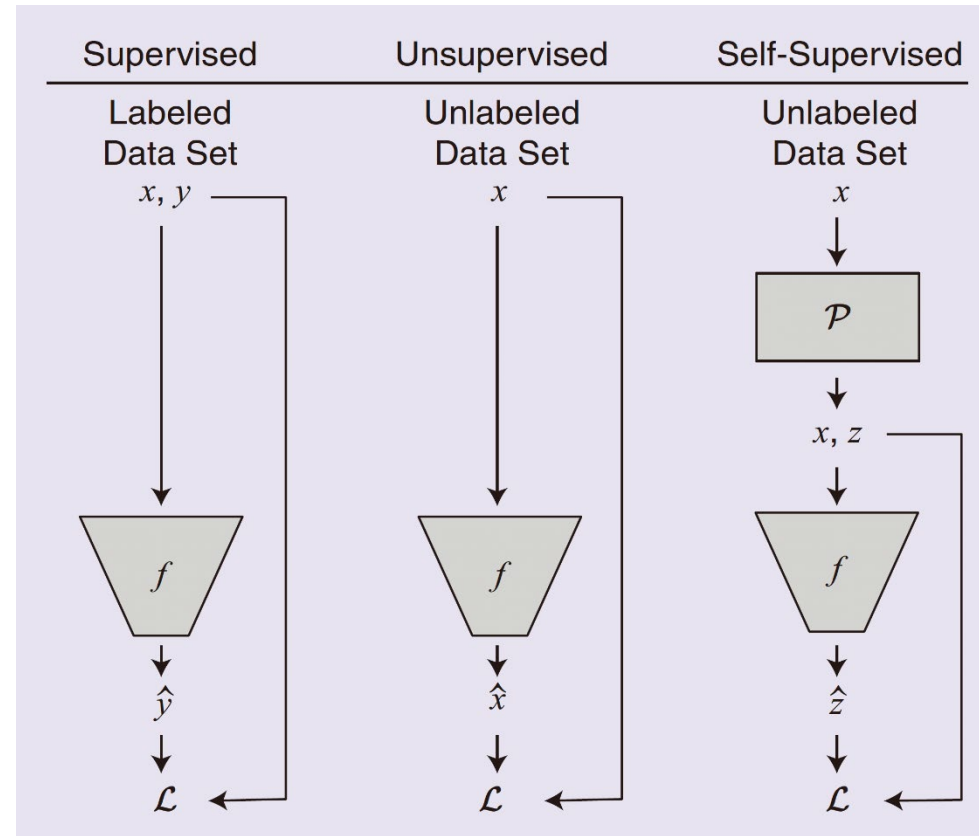 Supervised Unsupervised Self-Supervised
Labeled Data Set
Unlabeled Data Set
Unlabeled Data Set
x, y
x
x
𝒫
x, z
f
f
f
ŷ
x̂
ẑ
ℒ
ℒ
ℒ